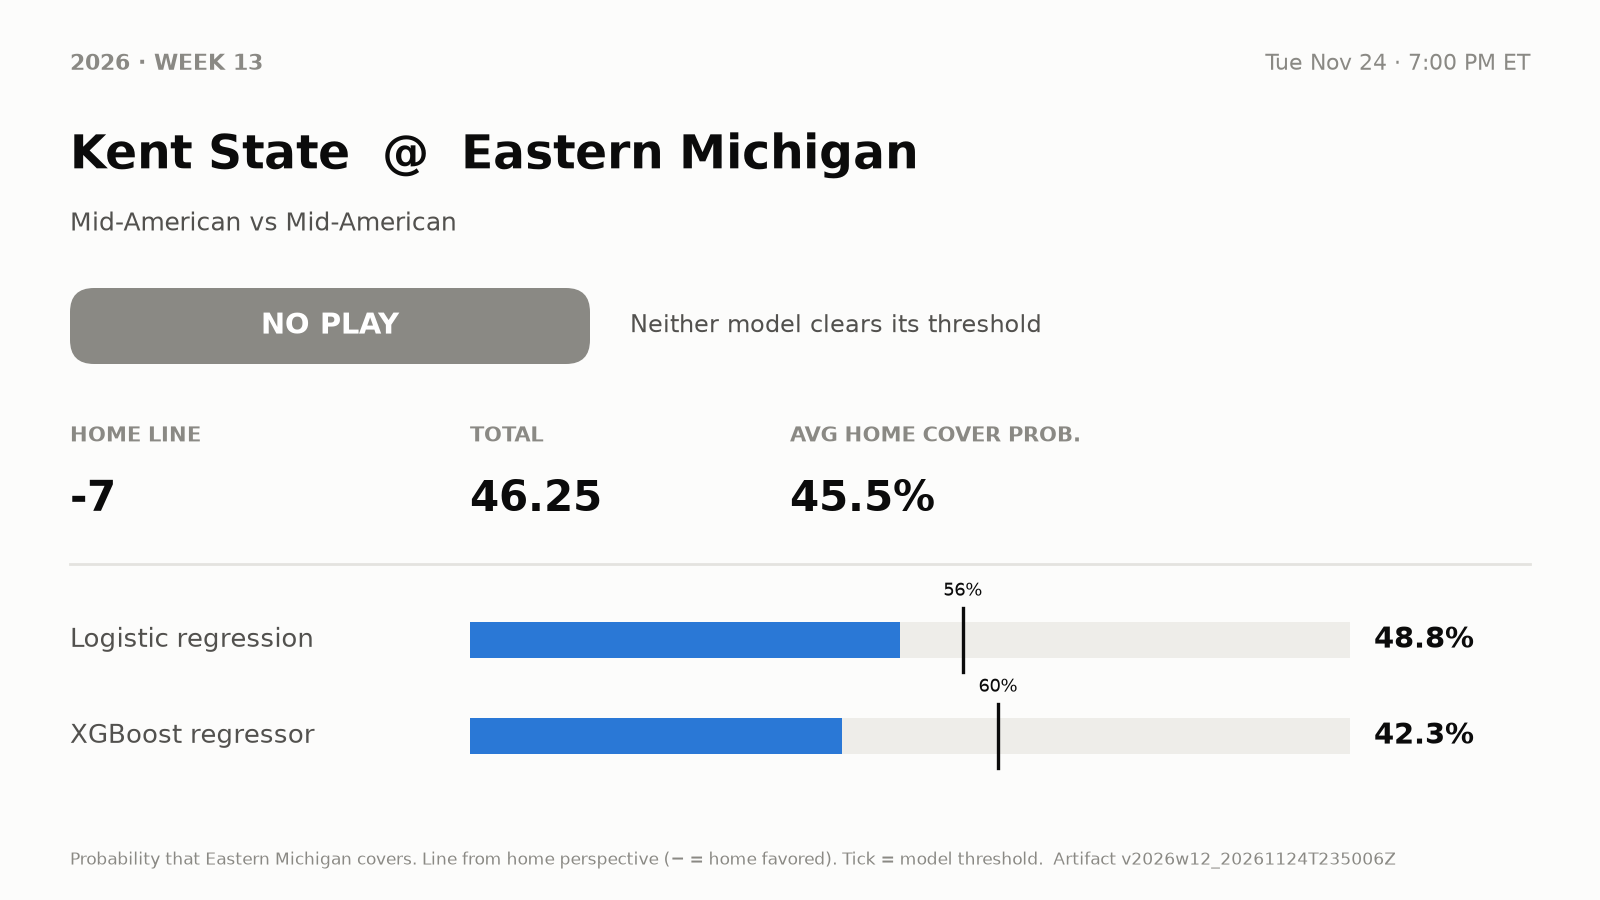 2026 · WEEK 13
Tue Nov 24 · 7:00 PM ET
Kent State @ Eastern Michigan
Mid-American vs Mid-American
NO PLAY
Neither model clears its threshold
HOME LINE
TOTAL
AVG HOME COVER PROB.
-7
46.25
45.5%
56%
Logistic regression
48.8%
60%
XGBoost regressor
42.3%
Probability that Eastern Michigan covers. Line from home perspective (− = home favored). Tick = model threshold. Artifact v2026w12_20261124T235006Z